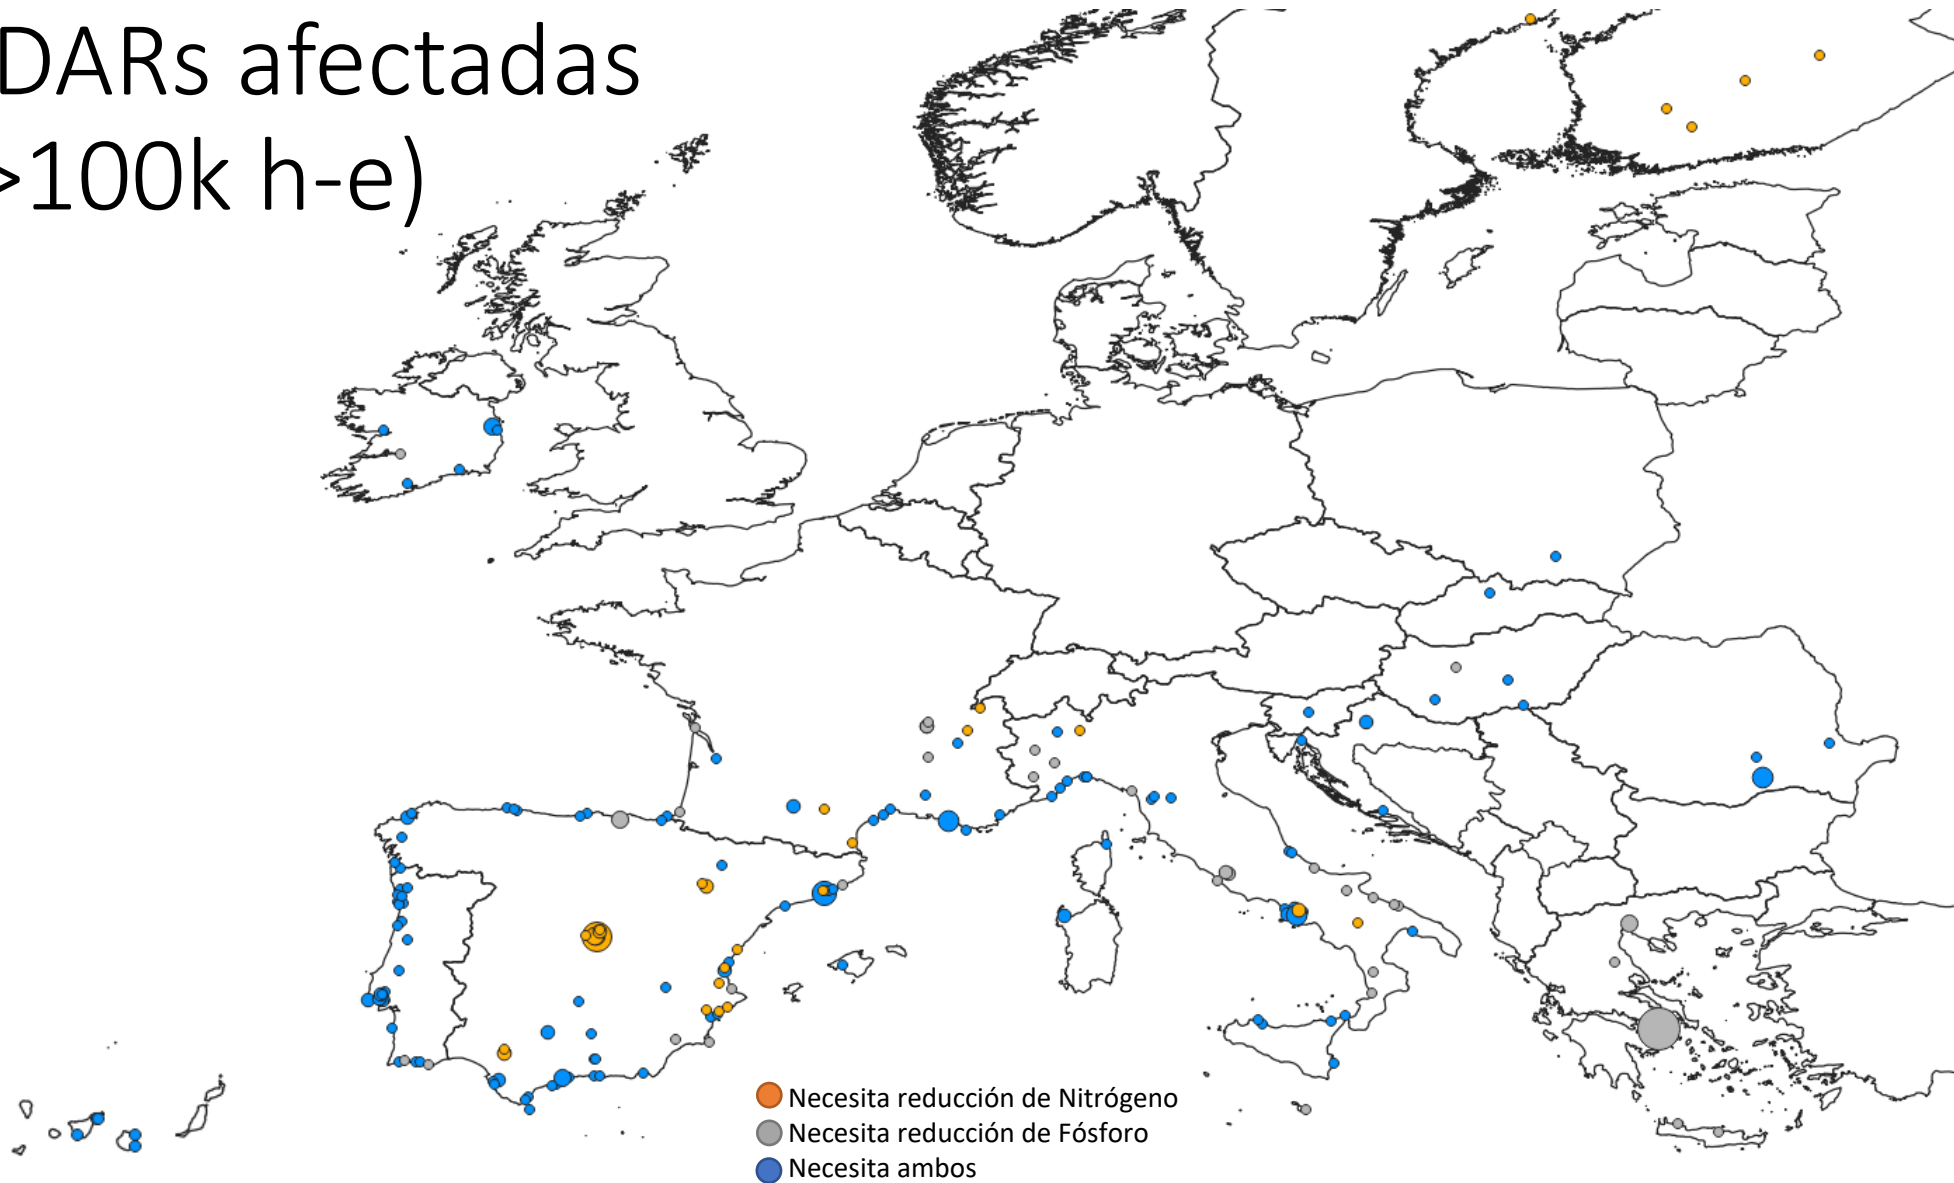 DARs afectadas
>100k h-e)
Necesita reducción de Nitrógeno
Necesita reducción de Fósforo
Necesita ambos